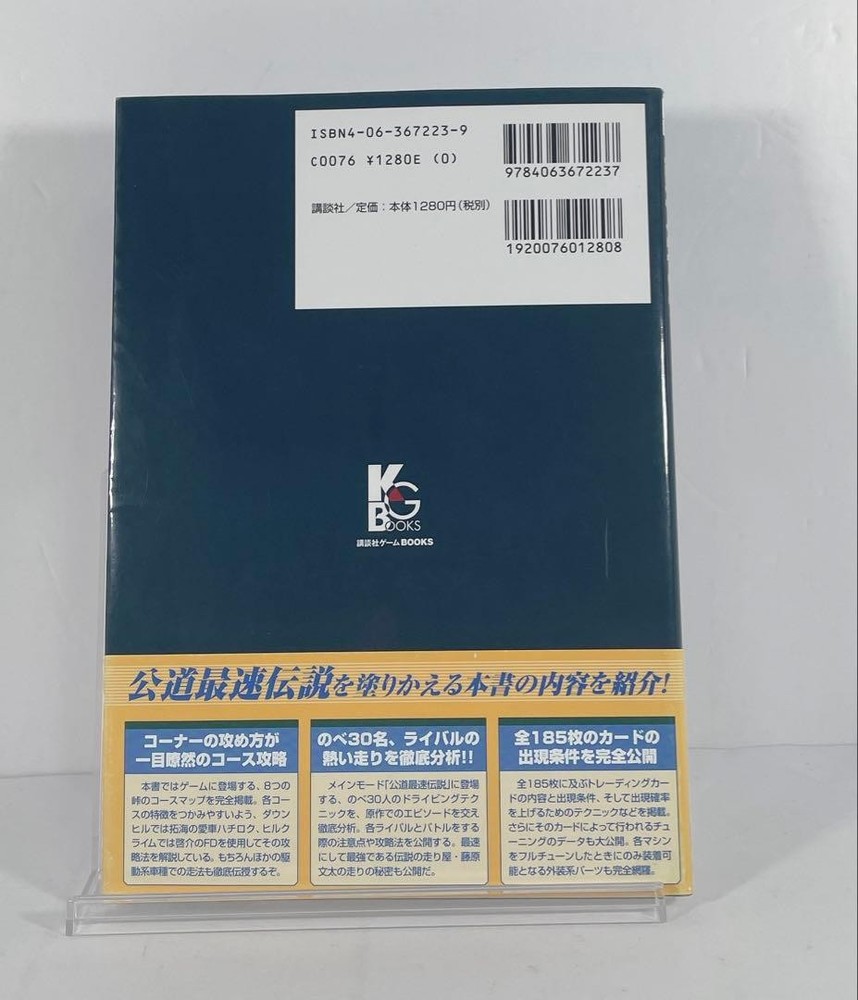 ISBN4-06-367223-9
C0076 ¥1280E (0)
9784063672237
講談社／定価：本体1280円（税別）
1920076012808
KG
BOOKS
講談社ゲームBOOKS
公道最速伝説を塗りかえる本書の内容を紹介！
コーナーの攻め方が
一目瞭然のコース攻略
本書ではゲームに登場する、8つの
峠のコースマップを完全掲載。各コー
スの特徴をつかみやすいよう、ダウン
ヒルでは拓海の愛車ハチロク、ヒルク
ライムでは啓介のFDを使用してその攻
略法を解説している。もちろんほかの駆
動系車種での走法も徹底伝授するぞ。
のべ30名、ライバルの
熱い走りを徹底分析!!
メインモード「公道最速伝説」に登場
する、のべ30人のドライビングテク
ニックを、原作でのエピソードを交え
徹底分析。各ライバルとバトルをする
際の注意点や攻略法を公開する。最速
にして最強である伝説の走り屋・藤原
文太の走りの秘密も公開だ。
全185枚のカードの
出現条件を完全公開
全185枚に及ぶトレーディングカー
ドの内容と出現条件、そして出現確率
を上げるためのテクニックなどを掲載。
さらにそのカードによって行われるチュ
ーニングのデータも大公開。各マシン
をフルチューンしたときにのみ装着可
能となる外装系パーツも完全網羅。